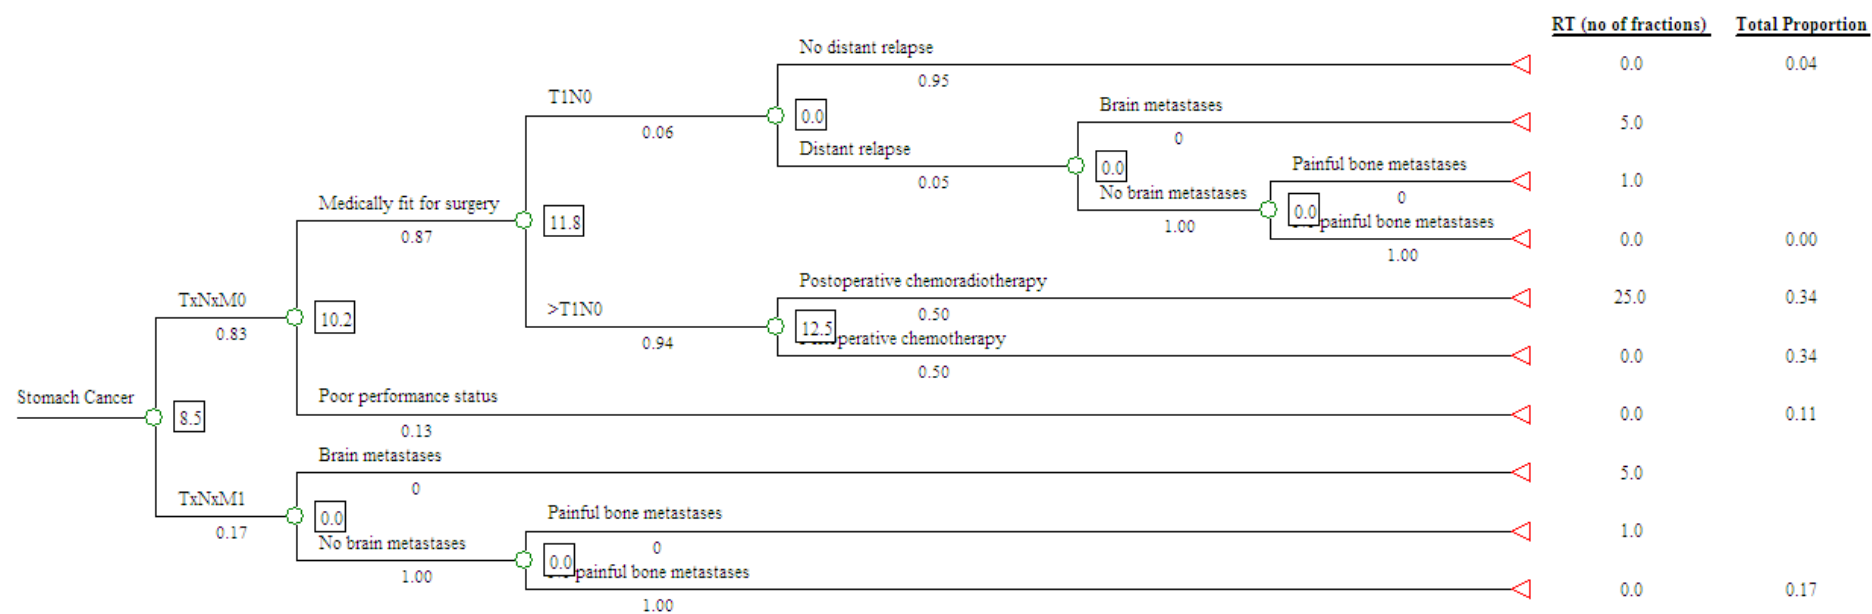 RT (no of fractions) Total Proportion
No distant relapse
0.95
0.0 0.04
T1N0
0.06
0.0
Brain metastases
0
5.0
Distant relapse
0.05
0.0
Painful bone metastases
0
1.0
No brain metastases
1.00
0.0
painful bone metastases
1.00
0.0 0.00
Medically fit for surgery
0.87
11.8
Postoperative chemoradiotherapy
0.50
25.0 0.34
TxNxM0
0.83
10.2
>T1N0
0.94
12.5
operative chemotherapy
0.50
0.0 0.34
Stomach Cancer
8.5
Poor performance status
0.13
0.0 0.11
Brain metastases
0
5.0
TxNxM1
0.17
0.0
Painful bone metastases
0
1.0
No brain metastases
1.00
0.0
painful bone metastases
1.00
0.0 0.17